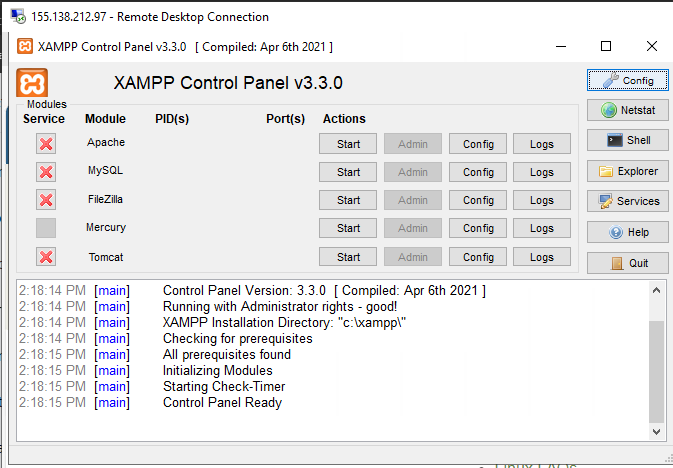 155.138.212.97 - Remote Desktop Connection
XAMPP Control Panel v3.3.0 [ Compiled: Apr 6th 2021 ]
XAMPP Control Panel v3.3.0
Config
Modules
Service Module PID(s) Port(s) Actions
Netstat
Apache Start Admin Config Logs
Shell
MySQL Start Admin Config Logs
Explorer
FileZilla Start Admin Config Logs
Services
Mercury Start Admin Config Logs
Help
Tomcat Start Admin Config Logs
Quit
2:18:14 PM [main] Control Panel Version: 3.3.0 [ Compiled: Apr 6th 2021 ]
2:18:14 PM [main] Running with Administrator rights - good!
2:18:14 PM [main] XAMPP Installation Directory: "c:\xampp\"
2:18:14 PM [main] Checking for prerequisites
2:18:15 PM [main] All prerequisites found
2:18:15 PM [main] Initializing Modules
2:18:15 PM [main] Starting Check-Timer
2:18:15 PM [main] Control Panel Ready